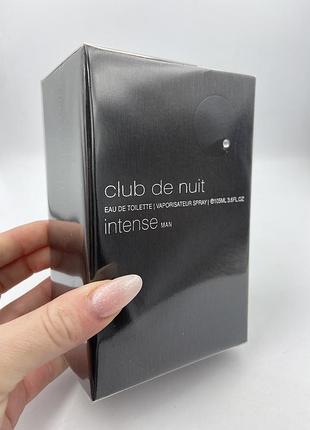 club de nuit
EAU DE TOILETTE | VAPORISATEUR SPRAY | ℮105ML 3.6FL.OZ
intense MAN